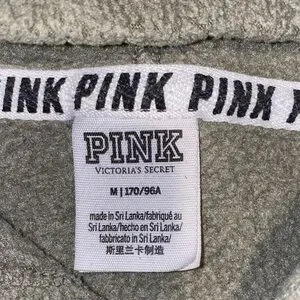 INK PINK PINK
PINK
VICTORIA'S SECRET
M | 170/96A
made in Sri Lanka/fabriqué au
Sri Lanka/hecho en Sri Lanka/
fabbricato in Sri Lanka/
斯里兰卡制造